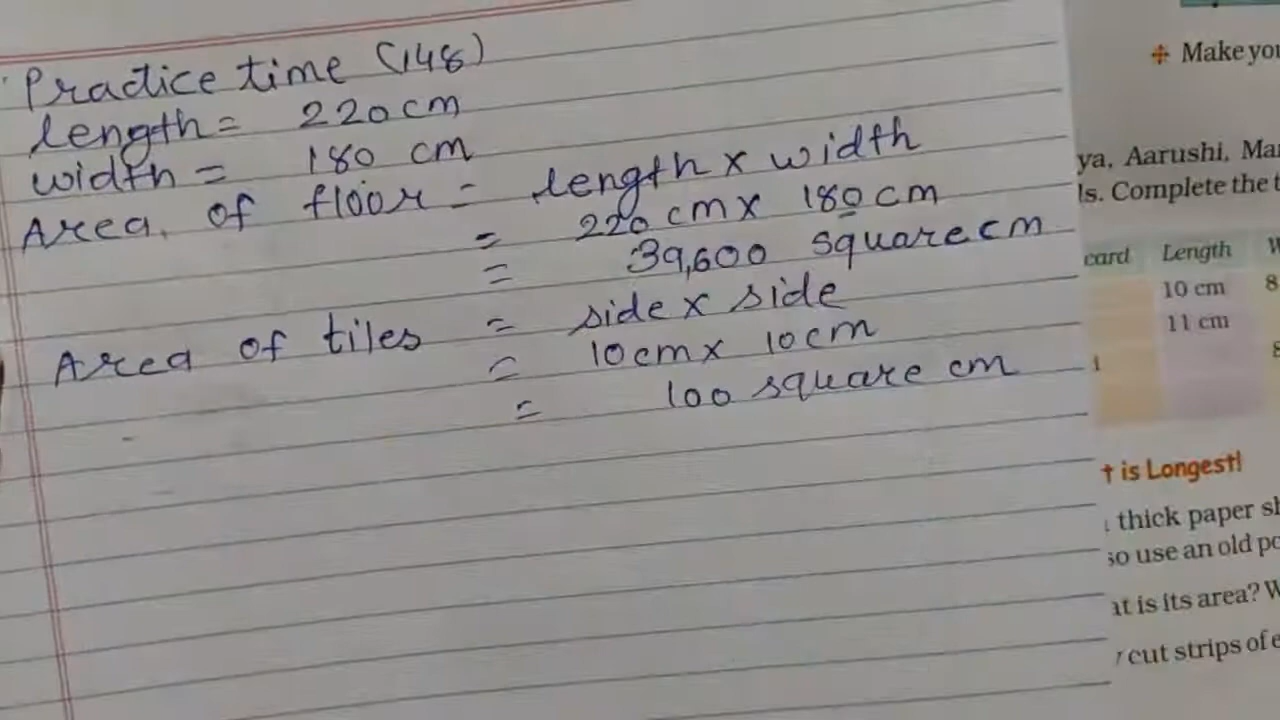 Practice time (148)
length = 220 cm
width = 180 cm
Area of floor = length x width
= 220 cm x 180 cm
= 39,600 square cm
Area of tiles = side x side
= 10 cm x 10 cm
= 100 square cm
Make yo
ya, Aarushi, Ma
ls. Complete the t
card Length W
10 cm 8
11 cm
t is Longest!
thick paper s
so use an old po
at is its area? W
cut strips of e